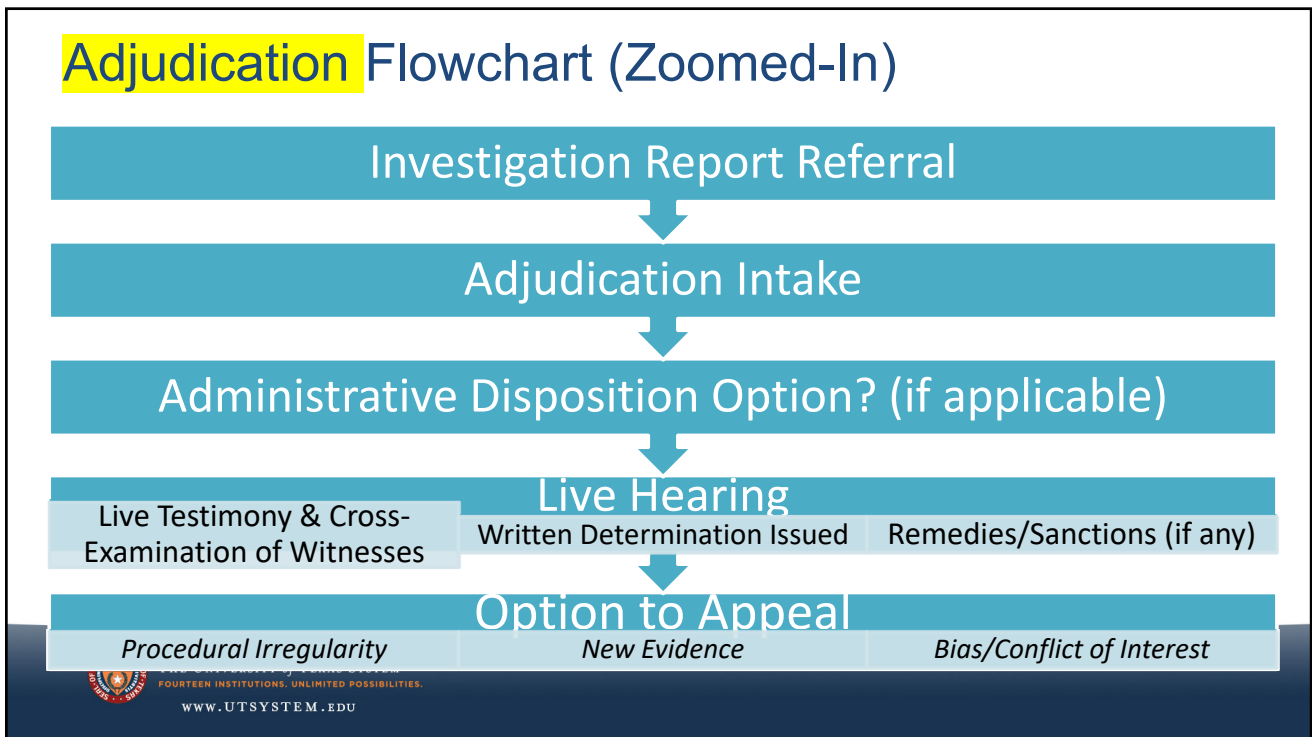 Adjudication Flowchart (Zoomed-In)
Investigation Report Referral
Adjudication Intake
Administrative Disposition Option? (if applicable)
Live Hearing
Live Testimony & Cross-
Examination of Witnesses
Written Determination Issued
Remedies/Sanctions (if any)
Option to Appeal
Procedural Irregularity
New Evidence
Bias/Conflict of Interest
FOURTEEN INSTITUTIONS. UNLIMITED POSSIBILITIES.
WWW.UTSYSTEM.EDU